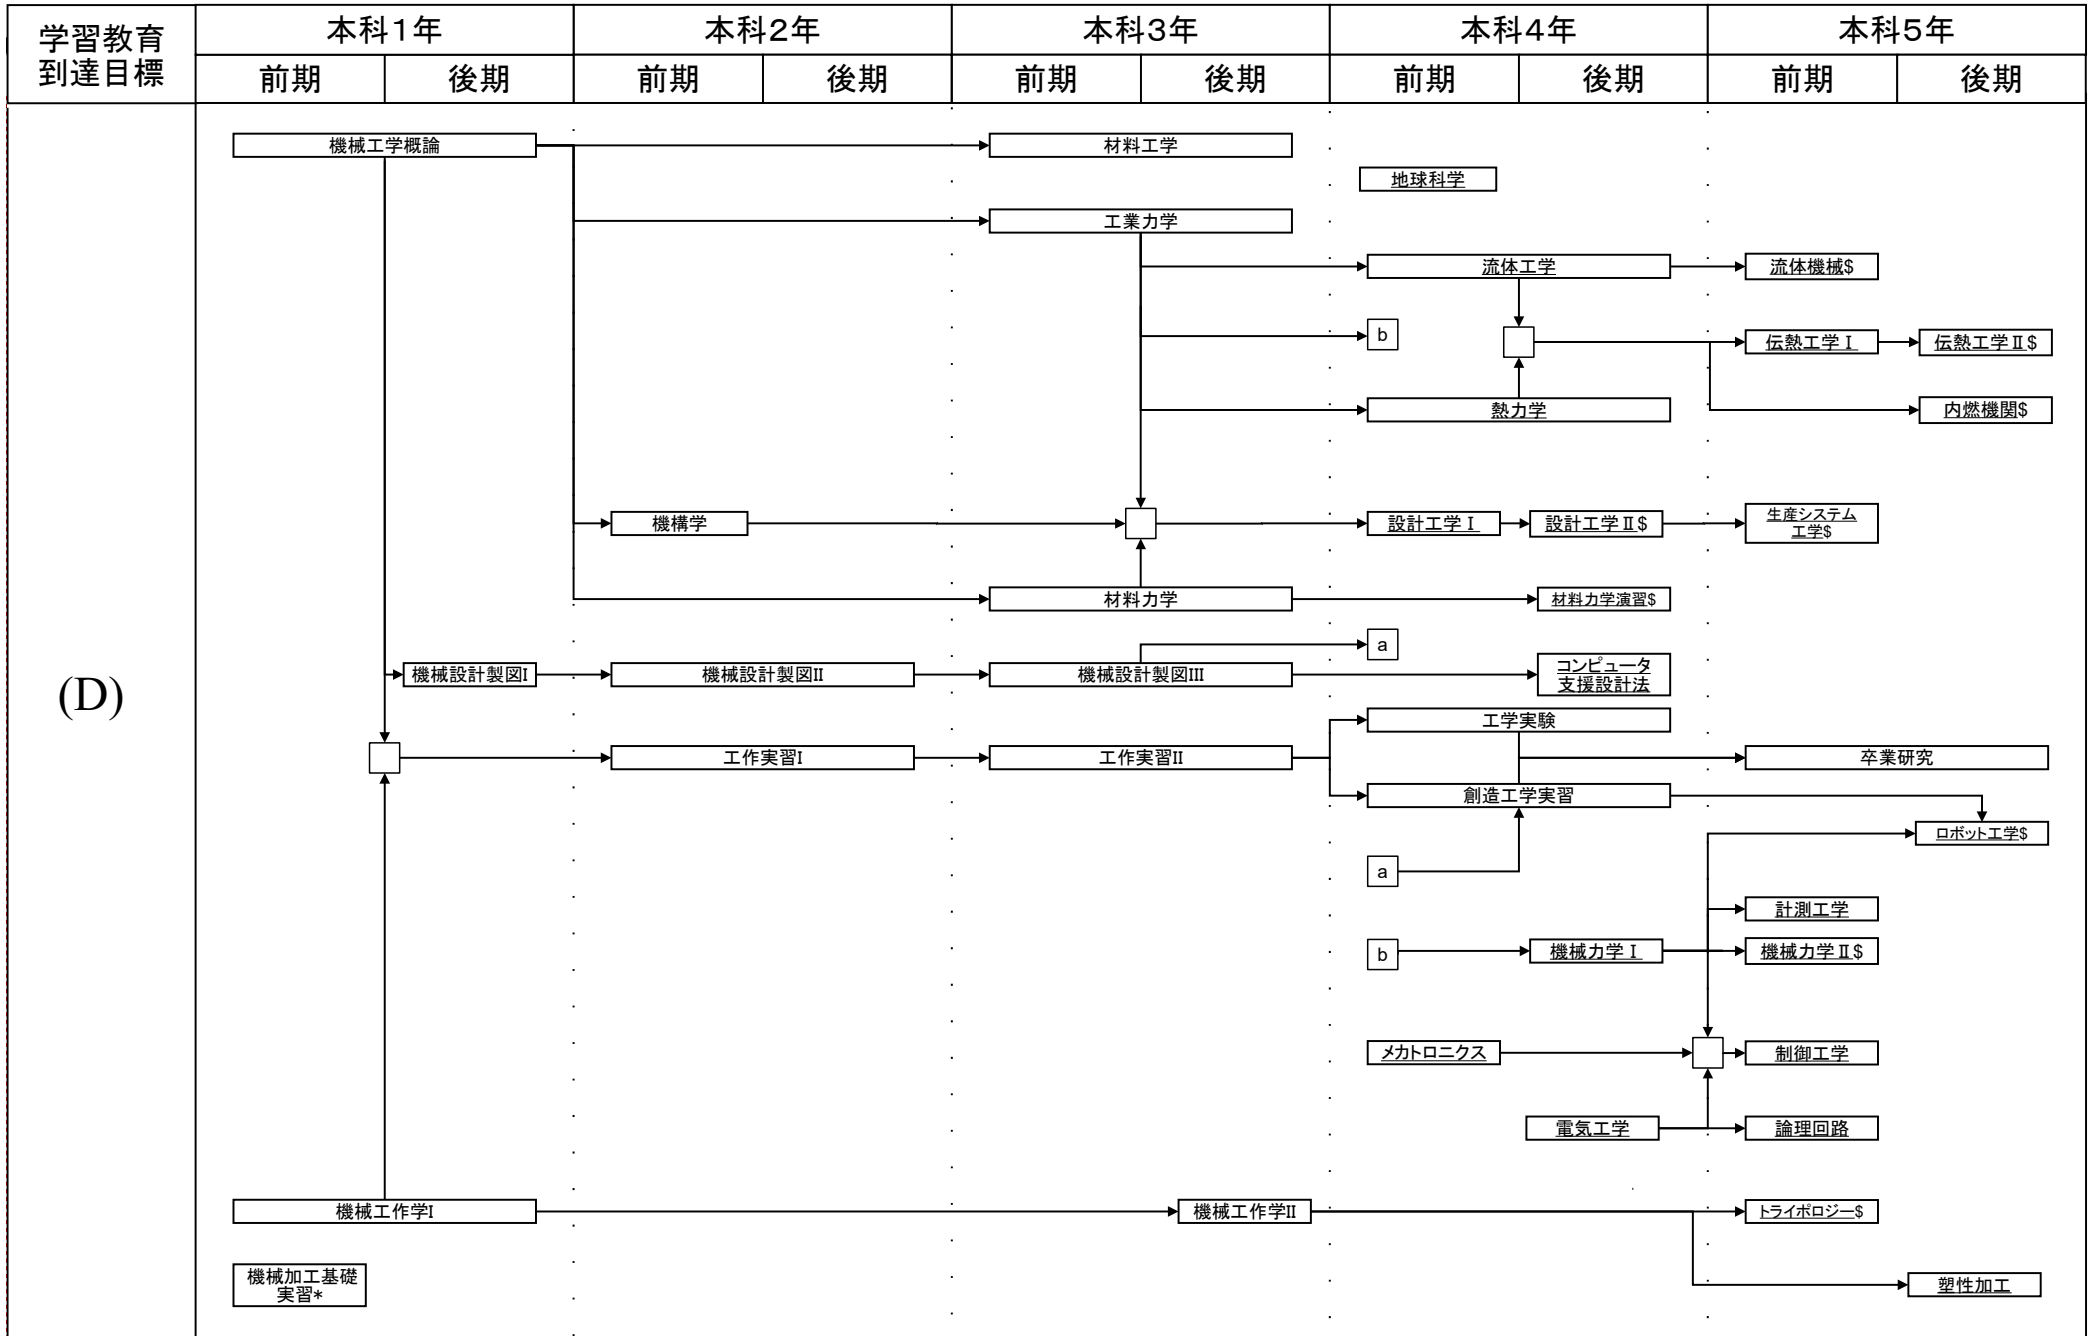 学習教育
到達目標
本科1年
本科2年
本科3年
本科4年
本科5年
前期
後期
前期
後期
前期
後期
前期
後期
前期
後期
(D)
機械工学概論
材料工学
地球科学
工業力学
流体工学
流体機械$
b
伝熱工学Ⅰ
伝熱工学Ⅱ$
熱力学
内燃機関$
機構学
設計工学Ⅰ
設計工学Ⅱ$
生産システム
工学$
材料力学
材料力学演習$
a
機械設計製図I
機械設計製図II
機械設計製図III
コンピュータ
支援設計法
工学実験
工作実習I
工作実習II
卒業研究
創造工学実習
ロボット工学$
a
計測工学
b
機械力学Ⅰ
機械力学Ⅱ$
メカトロニクス
制御工学
電気工学
論理回路
機械工作学I
機械工作学II
トライボロジー$
機械加工基礎
実習*
塑性加工